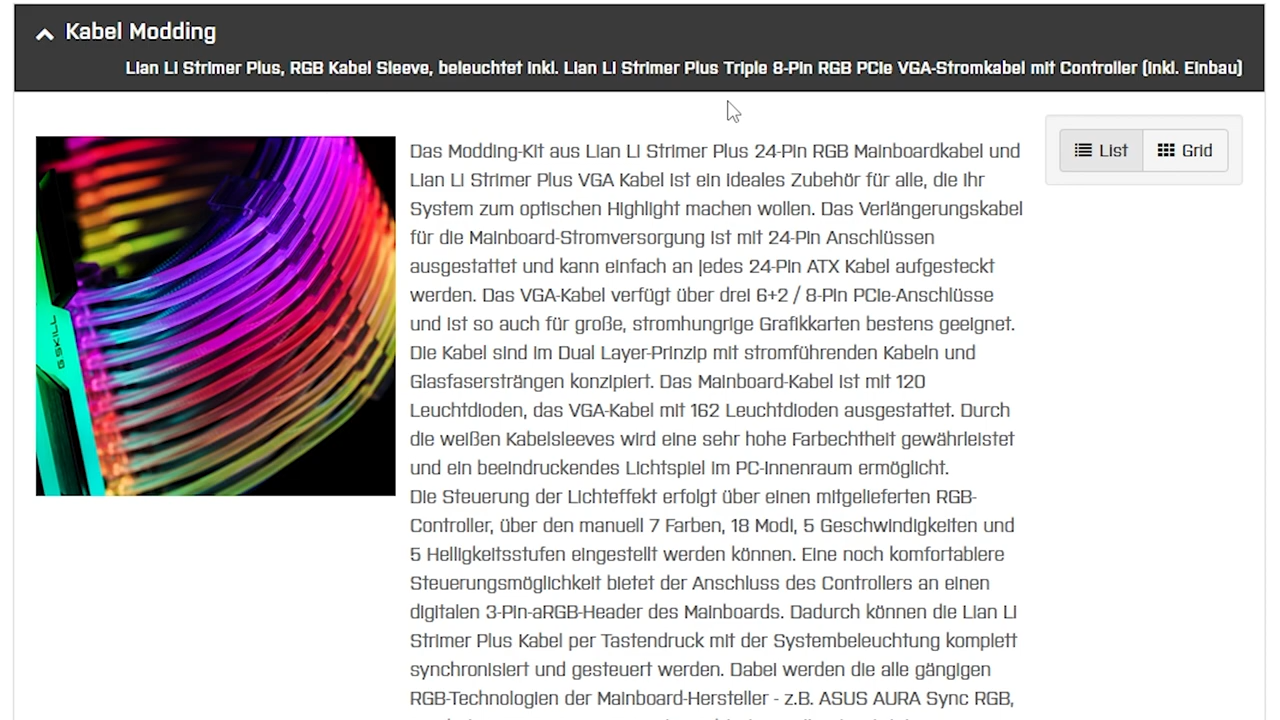 Kabel Modding
Lian Li Strimer Plus, RGB Kabel Sleeve, beleuchtet inkl. Lian Li Strimer Plus Triple 8-Pin RGB PCIe VGA-Stromkabel mit Controller (inkl. Einbau)
List
Grid
G.SKILL
Das Modding-Kit aus Lian Li Strimer Plus 24-Pin RGB Mainboardkabel und
Lian Li Strimer Plus VGA Kabel ist ein ideales Zubehör für alle, die ihr
System zum optischen Highlight machen wollen. Das Verlängerungskabel
für die Mainboard-Stromversorgung ist mit 24-Pin Anschlüssen
ausgestattet und kann einfach an jedes 24-Pin ATX Kabel aufgesteckt
werden. Das VGA-Kabel verfügt über drei 6+2 / 8-Pin PCIe-Anschlüsse
und ist so auch für große, stromhungrige Grafikkarten bestens geeignet.
Die Kabel sind im Dual Layer-Prinzip mit stromführenden Kabeln und
Glasfasersträngen konzipiert. Das Mainboard-Kabel ist mit 120
Leuchtdioden, das VGA-Kabel mit 162 Leuchtdioden ausgestattet. Durch
die weißen Kabelsleeves wird eine sehr hohe Farbechtheit gewährleistet
und ein beeindruckendes Lichtspiel im PC-Innenraum ermöglicht.
Die Steuerung der Lichteffekt erfolgt über einen mitgelieferten RGB-
Controller, über den manuell 7 Farben, 18 Modi, 5 Geschwindigkeiten und
5 Helligkeitsstufen eingestellt werden können. Eine noch komfortablere
Steuerungsmöglichkeit bietet der Anschluss des Controllers an einen
digitalen 3-Pin-aRGB-Header des Mainboards. Dadurch können die Lian Li
Strimer Plus Kabel per Tastendruck mit der Systembeleuchtung komplett
synchronisiert und gesteuert werden. Dabei werden die alle gängigen
RGB-Technologien der Mainboard-Hersteller - z.B. ASUS AURA Sync RGB,